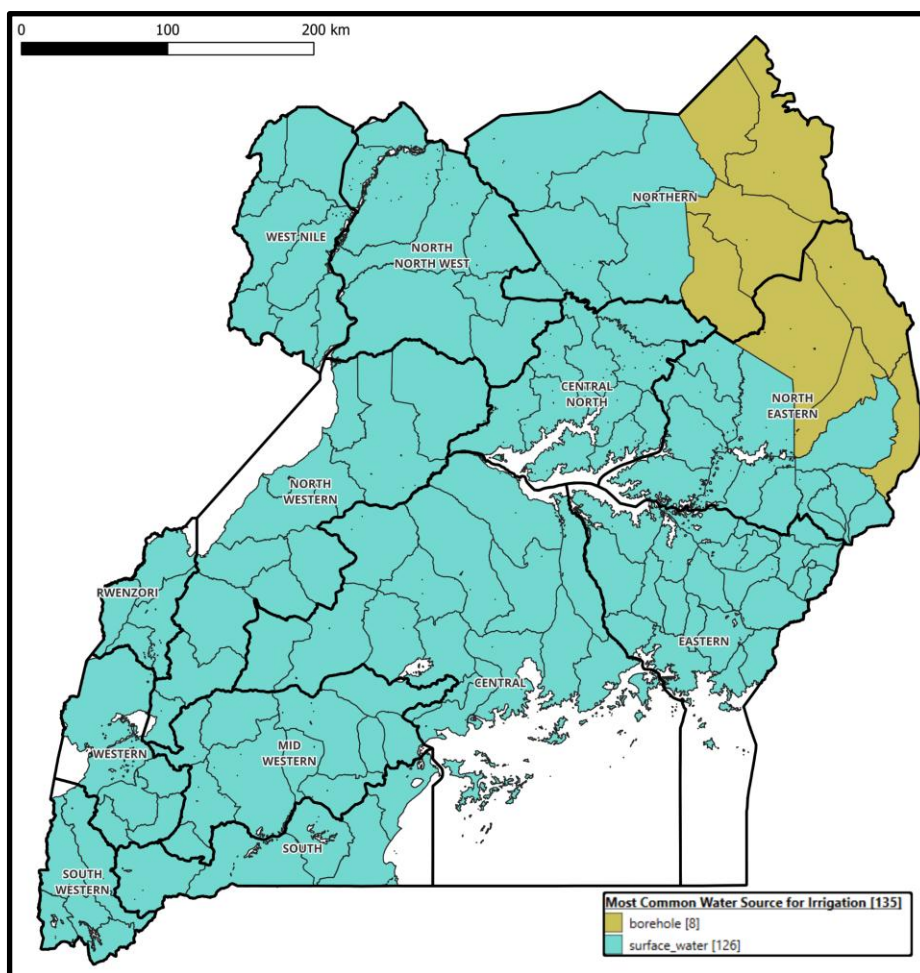 0 100 200 km
NORTHERN
WEST NILE
NORTH
NORTH WEST
CENTRAL
NORTH
NORTH
EASTERN
NORTH
WESTERN
RWENZORI
EASTERN
CENTRAL
MID
WESTERN
WESTERN
SOUTH
SOUTH
WESTERN
Most Common Water Source for Irrigation [135]
borehole [8]
surface_water [126]